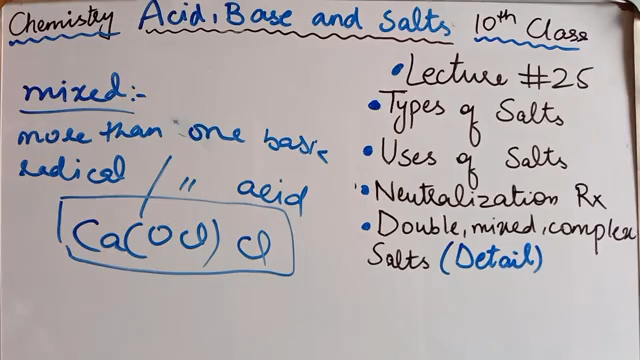 Chemistry Acid, Base and Salts 10th Class
mixed:-
more than one basic
radical / " acid
Ca(OCl) Cl
• Lecture #25
• Types of Salts
• Uses of Salts
• Neutralization Rx
• Double, mixed, complex
Salts (Detail)